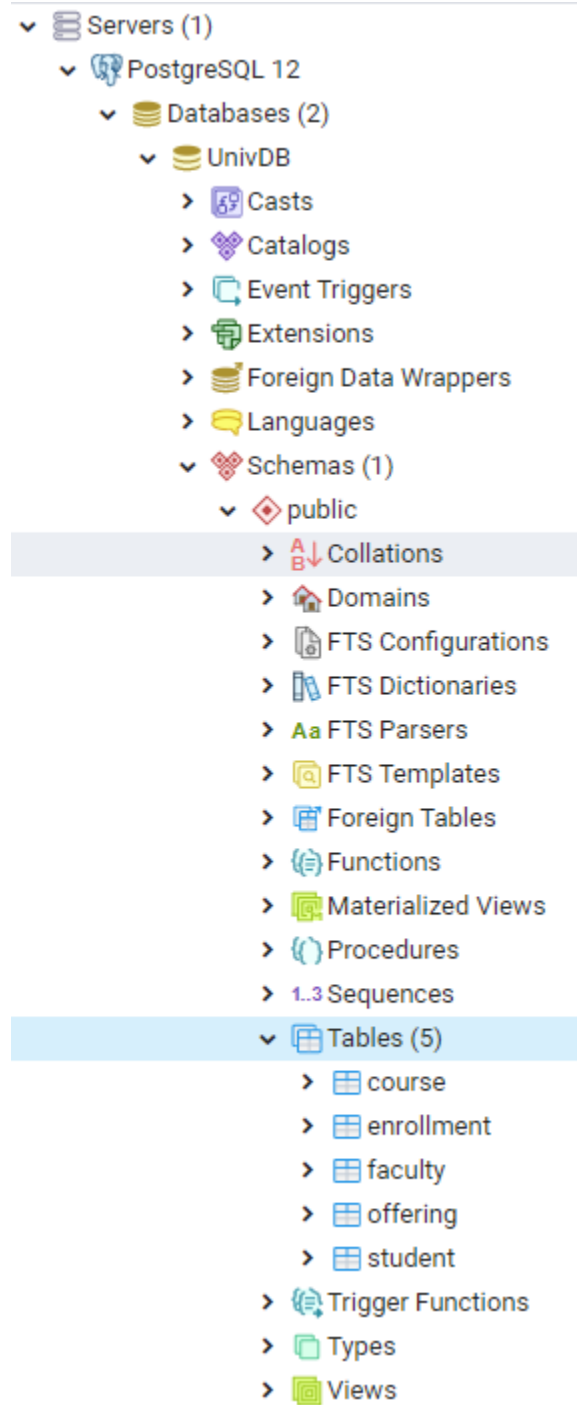 Servers (1)
PostgreSQL 12
Databases (2)
UnivDB
Casts
Catalogs
Event Triggers
Extensions
Foreign Data Wrappers
Languages
Schemas (1)
public
Collations
Domains
FTS Configurations
FTS Dictionaries
Aa FTS Parsers
FTS Templates
Foreign Tables
Functions
Materialized Views
Procedures
1..3 Sequences
Tables (5)
course
enrollment
faculty
offering
student
Trigger Functions
Types
Views